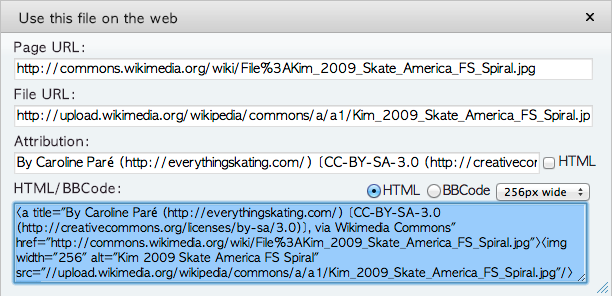 Use this file on the web
Page URL:
http://commons.wikimedia.org/wiki/File%3AKim_2009_Skate_America_FS_Spiral.jpg
File URL:
http://upload.wikimedia.org/wikipedia/commons/a/a1/Kim_2009_Skate_America_FS_Spiral.jp
Attribution:
By Caroline Paré (http://everythingskating.com/) [CC-BY-SA-3.0 (http://creativecor HTML
HTML/BBCode: HTML BBCode 256px wide
<a title="By Caroline Paré (http://everythingskating.com/) [CC-BY-SA-3.0
(http://creativecommons.org/licenses/by-sa/3.0)], via Wikimedia Commons"
href="http://commons.wikimedia.org/wiki/File%3AKim_2009_Skate_America_FS_Spiral.jpg"><img
width="256" alt="Kim 2009 Skate America FS Spiral"
src="//upload.wikimedia.org/wikipedia/commons/a/a1/Kim_2009_Skate_America_FS_Spiral.jpg"/>